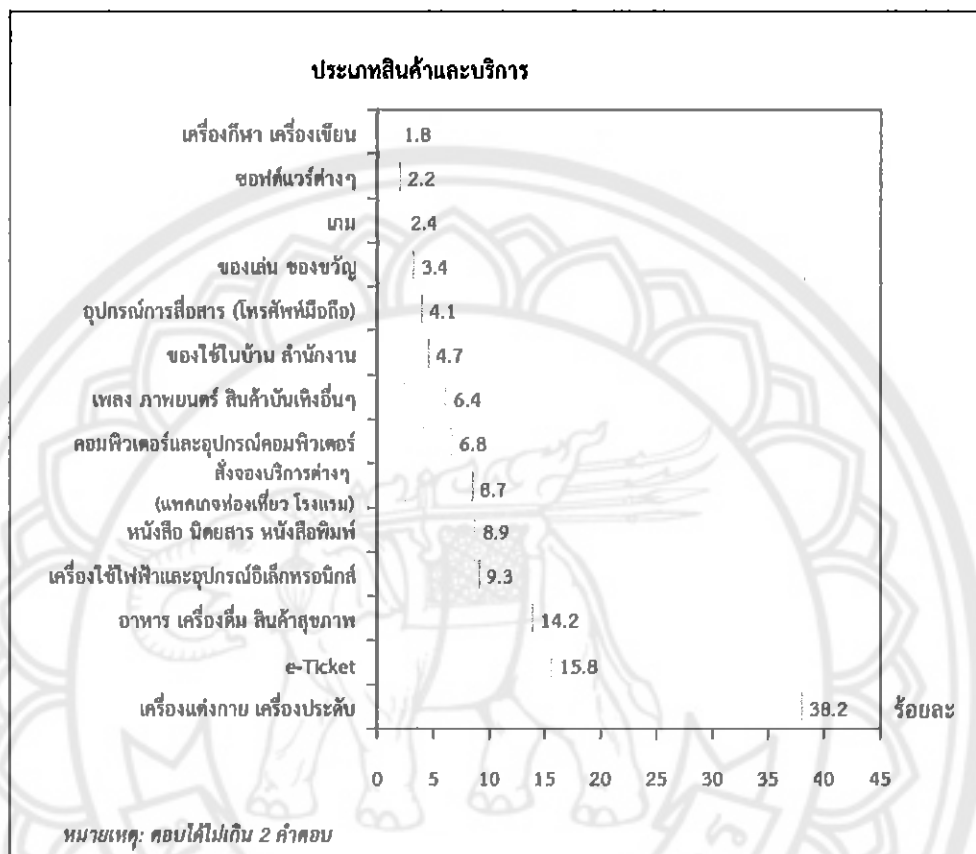 ประเภทสินค้าและบริการ
เครื่องกีฬา เครื่องเขียน 1.8
ซอฟต์แวร์ต่างๆ 2.2
เกม 2.4
ของเล่น ของขวัญ 3.4
อุปกรณ์การสื่อสาร (โทรศัพท์มือถือ) 4.1
ของใช้ในบ้าน สำนักงาน 4.7
เพลง ภาพยนตร์ สินค้าบันเทิงอื่นๆ 6.4
คอมพิวเตอร์และอุปกรณ์คอมพิวเตอร์ 6.8
สั่งจองบริการต่างๆ
(แพคเกจท่องเที่ยว โรงแรม) 8.7
หนังสือ นิตยสาร หนังสือพิมพ์ 8.9
เครื่องใช้ไฟฟ้าและอุปกรณ์อิเล็กทรอนิกส์ 9.3
อาหาร เครื่องดื่ม สินค้าสุขภาพ 14.2
e-Ticket 15.8
เครื่องแต่งกาย เครื่องประดับ 38.2 ร้อยละ
0 5 10 15 20 25 30 35 40 45
หมายเหตุ: ตอบได้ไม่เกิน 2 คำตอบ